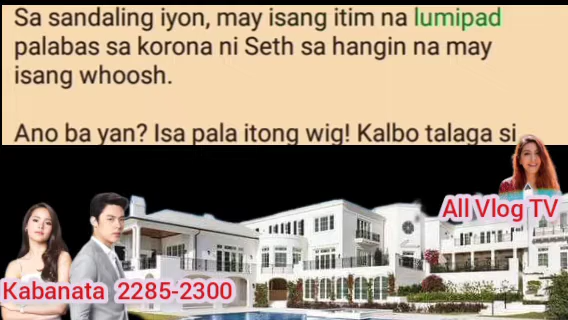 Sa sandaling iyon, may isang itim na lumipad
palabas sa korona ni Seth sa hangin na may
isang whoosh.
Ano ba yan? Isa pala itong wig! Kalbo talaga si
All Vlog TV
Kabanata 2285-2300